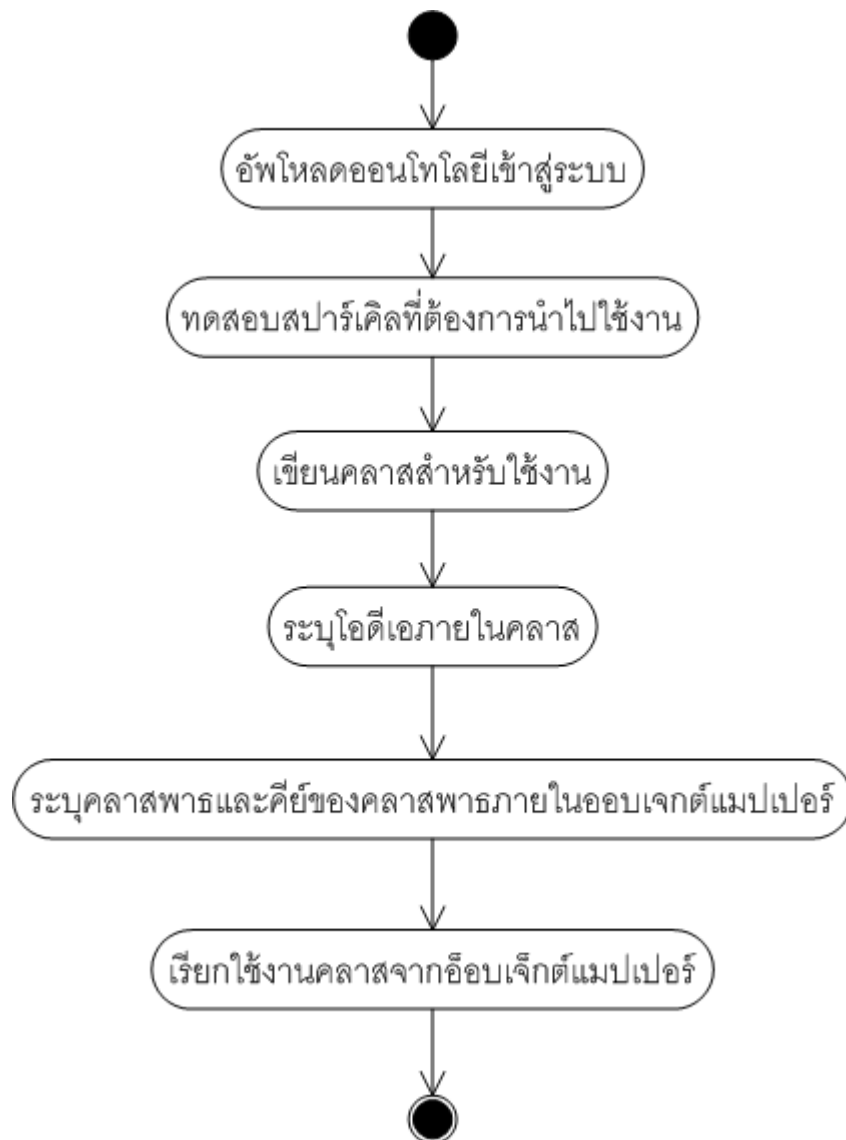 อัพโหลดออนโทโลยีเข้าสู่ระบบ
ทดสอบสปาร์เคิลที่ต้องการนำไปใช้งาน
เขียนคลาสสำหรับใช้งาน
ระบุโอดีเอภายในคลาส
ระบุคลาสพาธและคีย์ของคลาสพาธภายในออบเจกต์แมปเปอร์
เรียกใช้งานคลาสจากอ็อบเจ็กต์แมปเปอร์